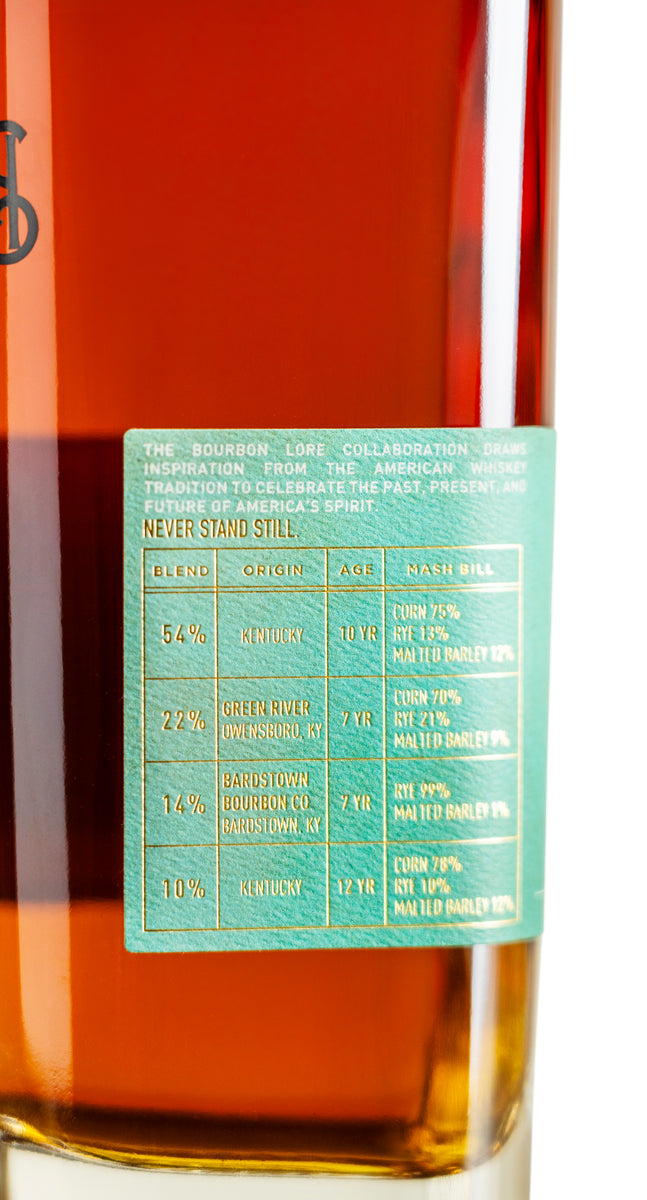 THE BOURBON LORE COLLABORATION DRAWS
INSPIRATION FROM THE AMERICAN WHISKEY
TRADITION TO CELEBRATE THE PAST, PRESENT, AND
FUTURE OF AMERICA'S SPIRIT.
NEVER STAND STILL.
BLEND ORIGIN AGE MASH BILL
54% KENTUCKY 10 YR CORN 75%
RYE 13%
MALTED BARLEY 12%
22% GREEN RIVER
OWENSBORO, KY 7 YR CORN 70%
RYE 21%
MALTED BARLEY 9%
14% BARDSTOWN
BOURBON CO.
BARDSTOWN, KY 7 YR RYE 99%
MALTED BARLEY 1%
10% KENTUCKY 12 YR CORN 78%
RYE 10%
MALTED BARLEY 12%